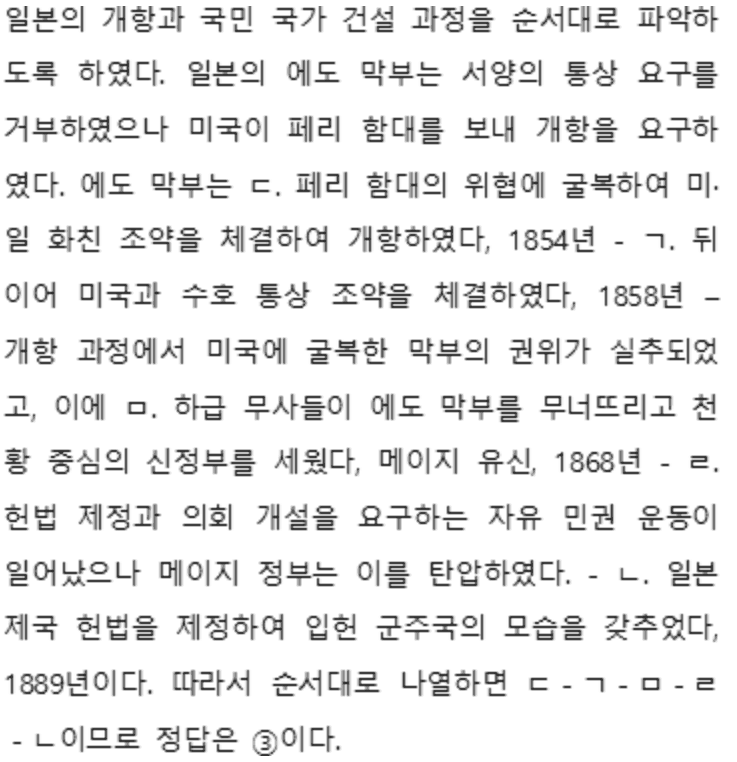 일본의 개항과 국민 국가 건설 과정을 순서대로 파악하
도록 하였다. 일본의 에도 막부는 서양의 통상 요구를
거부하였으나 미국이 페리 함대를 보내 개항을 요구하
였다. 에도 막부는 ㄷ. 페리 함대의 위협에 굴복하여 미·
일 화친 조약을 체결하여 개항하였다, 1854년 - ㄱ. 뒤
이어 미국과 수호 통상 조약을 체결하였다, 1858년 –
개항 과정에서 미국에 굴복한 막부의 권위가 실추되었
고, 이에 ㅁ. 하급 무사들이 에도 막부를 무너뜨리고 천
황 중심의 신정부를 세웠다, 메이지 유신, 1868년 - ㄹ.
헌법 제정과 의회 개설을 요구하는 자유 민권 운동이
일어났으나 메이지 정부는 이를 탄압하였다. - ㄴ. 일본
제국 헌법을 제정하여 입헌 군주국의 모습을 갖추었다,
1889년이다. 따라서 순서대로 나열하면 ㄷ - ㄱ - ㅁ - ㄹ
- ㄴ이므로 정답은 ③이다.